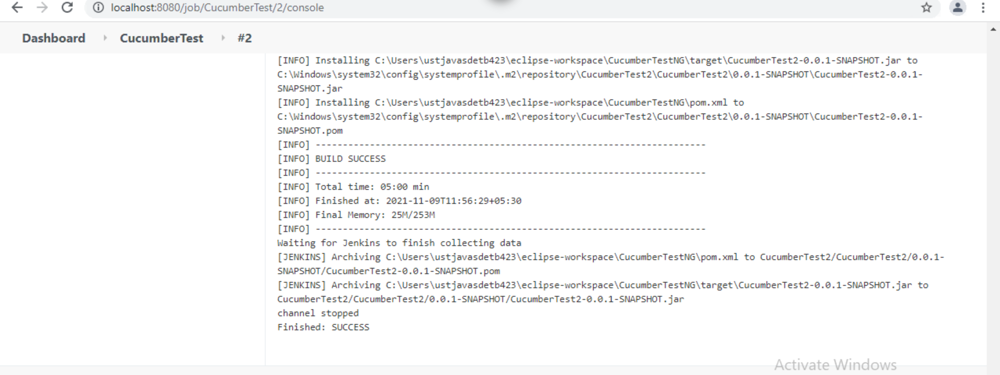 localhost:8080/job/CucumberTest/2/console
Dashboard CucumberTest #2
[INFO] Installing C:\Users\ustjavasdetb423\eclipse-workspace\CucumberTestNG\target\CucumberTest2-0.0.1-SNAPSHOT.jar to
C:\Windows\system32\config\systemprofile\.m2\repository\CucumberTest2\CucumberTest2\0.0.1-SNAPSHOT\CucumberTest2-0.0.1-
SNAPSHOT.jar
[INFO] Installing C:\Users\ustjavasdetb423\eclipse-workspace\CucumberTestNG\pom.xml to
C:\Windows\system32\config\systemprofile\.m2\repository\CucumberTest2\CucumberTest2\0.0.1-SNAPSHOT\CucumberTest2-0.0.1-
SNAPSHOT.pom
[INFO] ------------------------------------------------------------------------
[INFO] BUILD SUCCESS
[INFO] ------------------------------------------------------------------------
[INFO] Total time: 05:00 min
[INFO] Finished at: 2021-11-09T11:56:29+05:30
[INFO] Final Memory: 25M/253M
[INFO] ------------------------------------------------------------------------
Waiting for Jenkins to finish collecting data
[JENKINS] Archiving C:\Users\ustjavasdetb423\eclipse-workspace\CucumberTestNG\pom.xml to CucumberTest2/CucumberTest2/0.0.1-
SNAPSHOT/CucumberTest2-0.0.1-SNAPSHOT.pom
[JENKINS] Archiving C:\Users\ustjavasdetb423\eclipse-workspace\CucumberTestNG\target\CucumberTest2-0.0.1-SNAPSHOT.jar to
CucumberTest2/CucumberTest2/0.0.1-SNAPSHOT/CucumberTest2-0.0.1-SNAPSHOT.jar
channel stopped
Finished: SUCCESS
Activate Windows